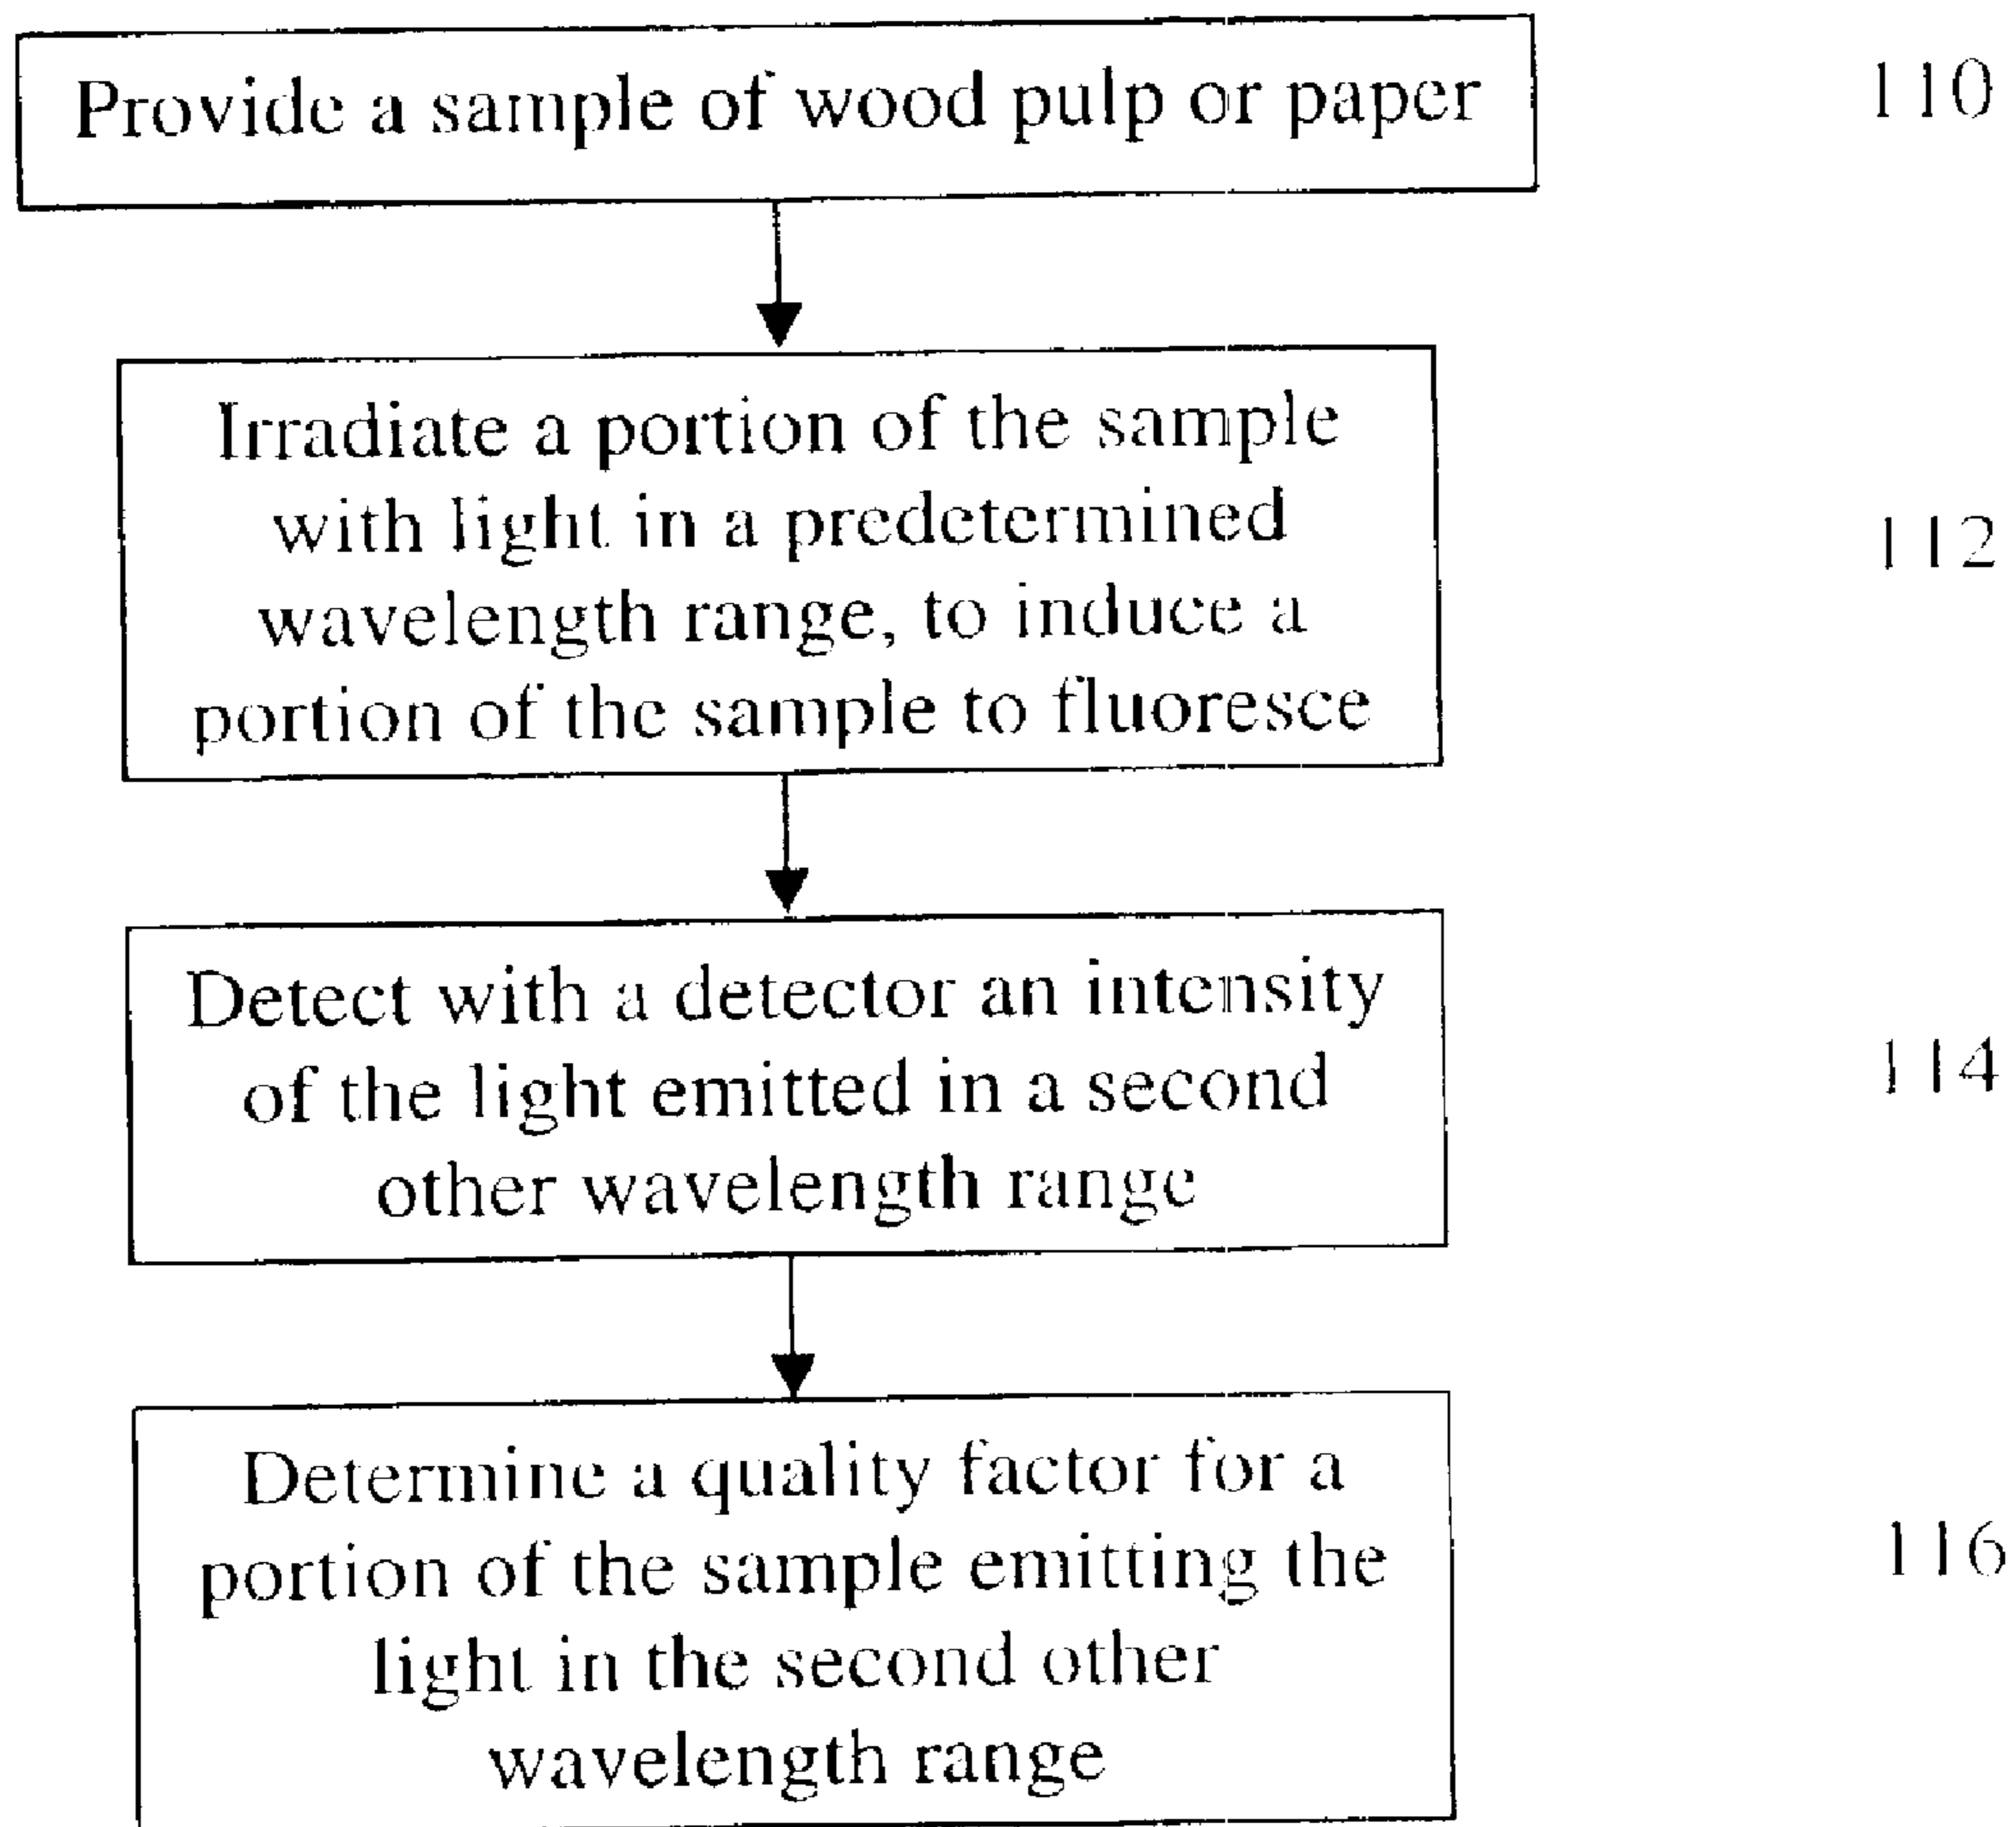 Provide a sample of wood pulp or paper
110
Irradiate a portion of the sample
with light in a predetermined
wavelength range, to induce a
portion of the sample to fluoresce
112
Detect with a detector an intensity
of the light emitted in a second
other wavelength range
114
Determine a quality factor for a
portion of the sample emitting the
light in the second other
wavelength range
116